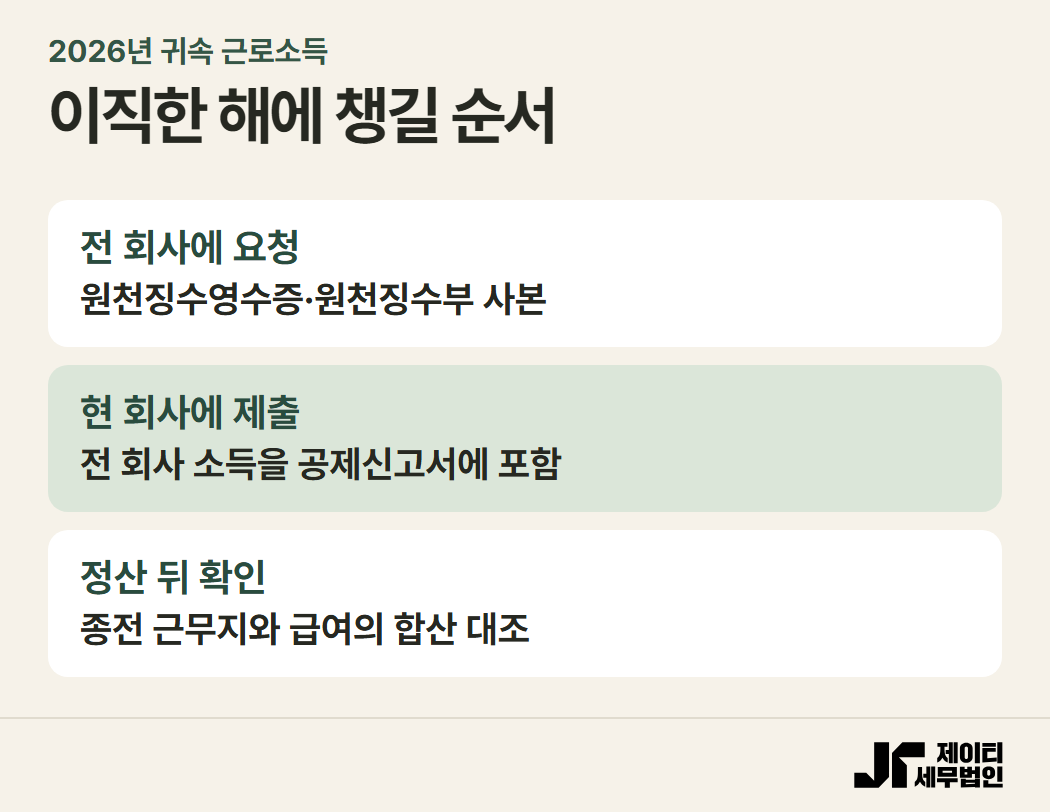 2026년 귀속 근로소득
이직한 해에 챙길 순서
전 회사에 요청
원천징수영수증·원천징수부 사본
현 회사에 제출
전 회사 소득을 공제신고서에 포함
정산 뒤 확인
종전 근무지와 급여의 합산 대조
JT 제이티
세무법인